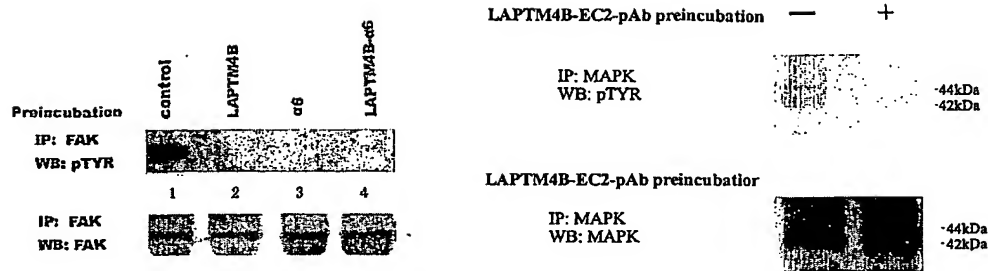 control
LAPTM4B
α6
LAPTM4B-α6
Preincubation
IP: FAK
WB: pTYR
1 2 3 4
IP: FAK
WB: FAK
LAPTM4B-EC2-pAb preincubation — +
IP: MAPK
WB: pTYR
-44kDa
-42kDa
LAPTM4B-EC2-pAb preincubatior
IP: MAPK
WB: MAPK
-44kDa
-42kDa